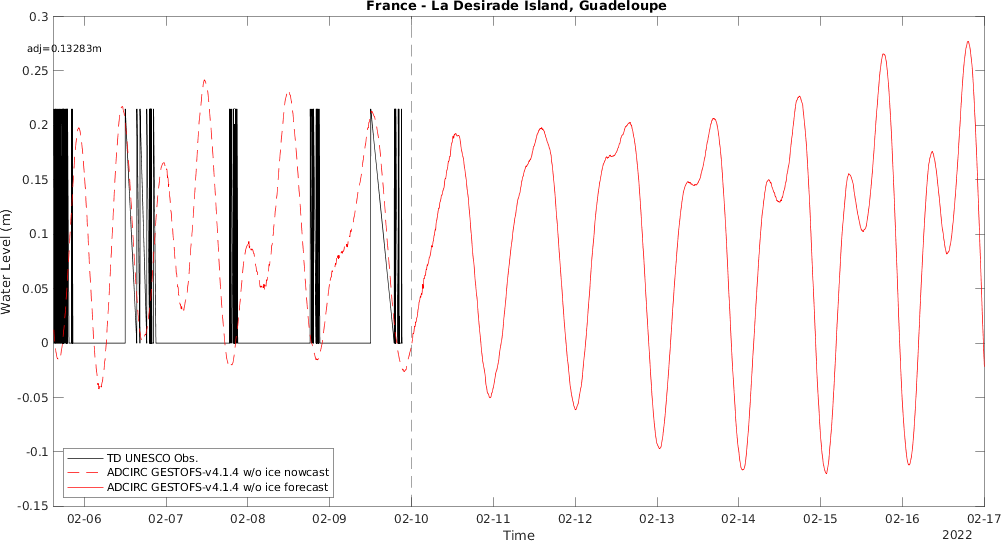 France - La Desirade Island, Guadeloupe
adj=0.13283m
0.3
0.25
0.2
0.15
0.1
0.05
0
-0.05
-0.1
-0.15
Water Level (m)
TD UNESCO Obs.
ADCIRC GESTOFS-v4.1.4 w/o ice nowcast
ADCIRC GESTOFS-v4.1.4 w/o ice forecast
02-06 02-07 02-08 02-09 02-10 02-11 02-12 02-13 02-14 02-15 02-16 02-17
Time
2022